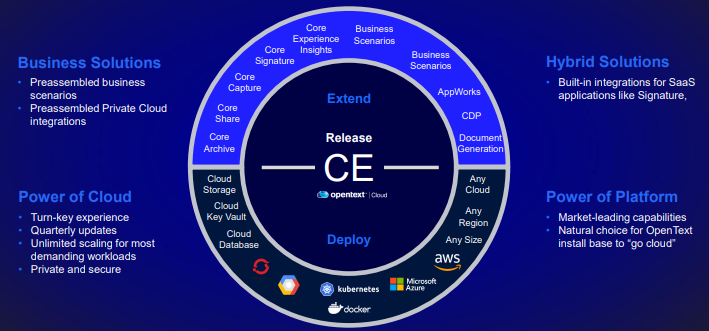 Business Solutions
• Preassembled business
scenarios
• Preassembled Private Cloud
integrations
Power of Cloud
• Turn-key experience
• Quarterly updates
• Unlimited scaling for most
demanding workloads
• Private and secure
Core
Archive
Core
Share
Core
Capture
Core
Signature
Core
Experience
Insights
Business
Scenarios
Business
Scenarios
AppWorks
CDP
Document
Generation
Extend
Release
CE
opentext | Cloud
Deploy
Cloud
Storage
Cloud
Key Vault
Cloud
Database
kubernetes
docker
Microsoft
Azure
aws
Any Size
Any
Region
Any
Cloud
Hybrid Solutions
• Built-in integrations for SaaS
applications like Signature,
Power of Platform
• Market-leading capabilities
• Natural choice for OpenText
install base to “go cloud”